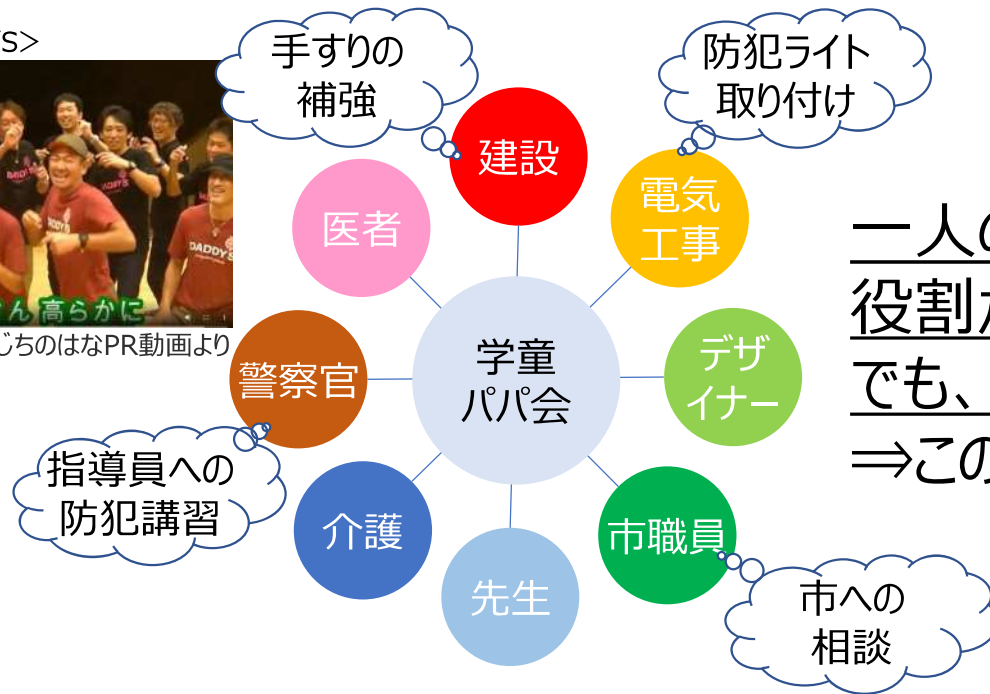 S>
手すりの
補強
防犯ライト
取り付け
建設
医者
電気
工事
DADDY'S
ん 高らかに
じちのはなPR動画より
学童
パパ会
警察官
デザ
イナー
指導員への
防犯講習
介護
先生
市職員
市への
相談
一人の
役割
でも、
⇒この